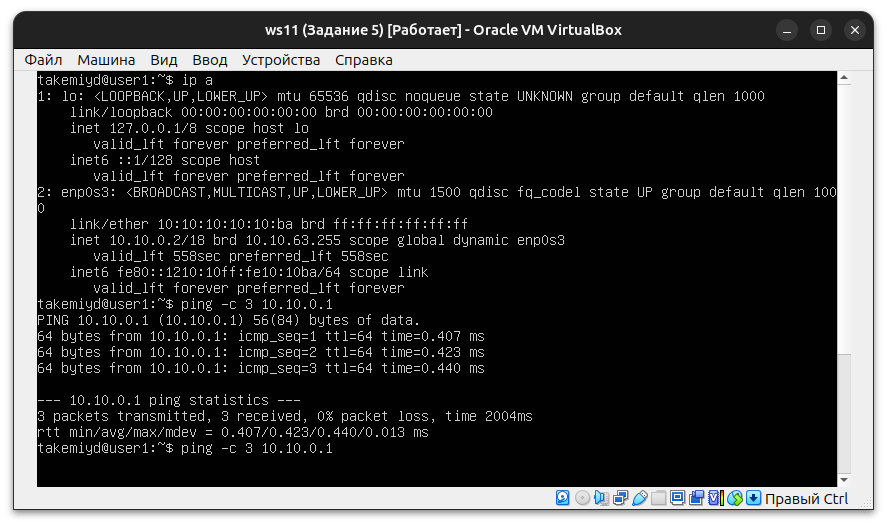 ws11 (Задание 5) [Работает] - Oracle VM VirtualBox
Файл Машина Вид Ввод Устройства Справка
takemiyd@user1:~$ ip a
1: lo: <LOOPBACK,UP,LOWER_UP> mtu 65536 qdisc noqueue state UNKNOWN group default qlen 1000
    link/loopback 00:00:00:00:00:00 brd 00:00:00:00:00:00
    inet 127.0.0.1/8 scope host lo
       valid_lft forever preferred_lft forever
    inet6 ::1/128 scope host
       valid_lft forever preferred_lft forever
2: enp0s3: <BROADCAST,MULTICAST,UP,LOWER_UP> mtu 1500 qdisc fq_codel state UP group default qlen 100
0
    link/ether 10:10:10:10:10:ba brd ff:ff:ff:ff:ff:ff
    inet 10.10.0.2/18 brd 10.10.63.255 scope global dynamic enp0s3
       valid_lft 558sec preferred_lft 558sec
    inet6 fe80::1210:10ff:fe10:10ba/64 scope link
       valid_lft forever preferred_lft forever
takemiyd@user1:~$ ping -c 3 10.10.0.1
PING 10.10.0.1 (10.10.0.1) 56(84) bytes of data.
64 bytes from 10.10.0.1: icmp_seq=1 ttl=64 time=0.407 ms
64 bytes from 10.10.0.1: icmp_seq=2 ttl=64 time=0.423 ms
64 bytes from 10.10.0.1: icmp_seq=3 ttl=64 time=0.440 ms

--- 10.10.0.1 ping statistics ---
3 packets transmitted, 3 received, 0% packet loss, time 2004ms
rtt min/avg/max/mdev = 0.407/0.423/0.440/0.013 ms
takemiyd@user1:~$ ping -c 3 10.10.0.1
Правый Ctrl